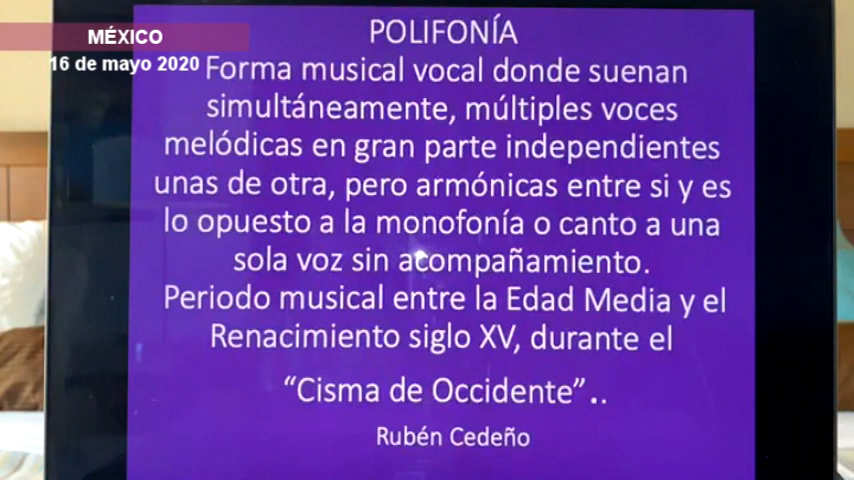 MÉXICO
16 de mayo 2020
POLIFONÍA
Forma musical vocal donde suenan
simultáneamente, múltiples voces
melódicas en gran parte independientes
unas de otra, pero armónicas entre si y es
lo opuesto a la monofonía o canto a una
sola voz sin acompañamiento.
Periodo musical entre la Edad Media y el
Renacimiento siglo XV, durante el
“Cisma de Occidente”..
Rubén Cedeño